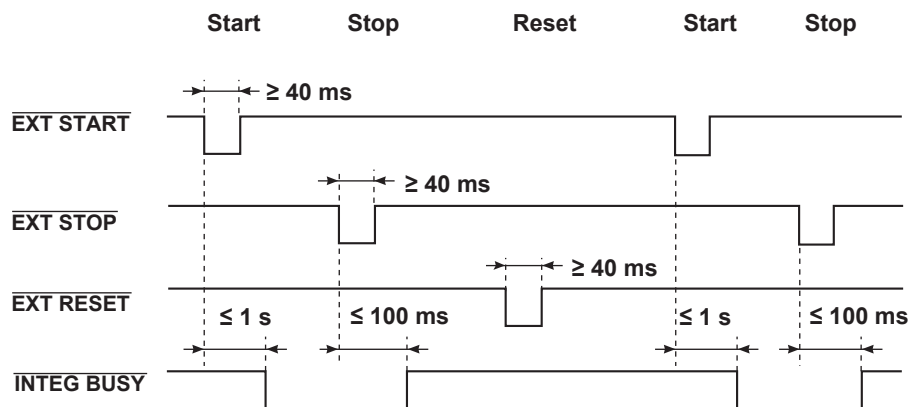 Start Stop Reset Start Stop
≥ 40 ms
EXT START
≥ 40 ms
EXT STOP
≥ 40 ms
EXT RESET
≤ 1 s ≤ 100 ms ≤ 1 s ≤ 100 ms
INTEG BUSY